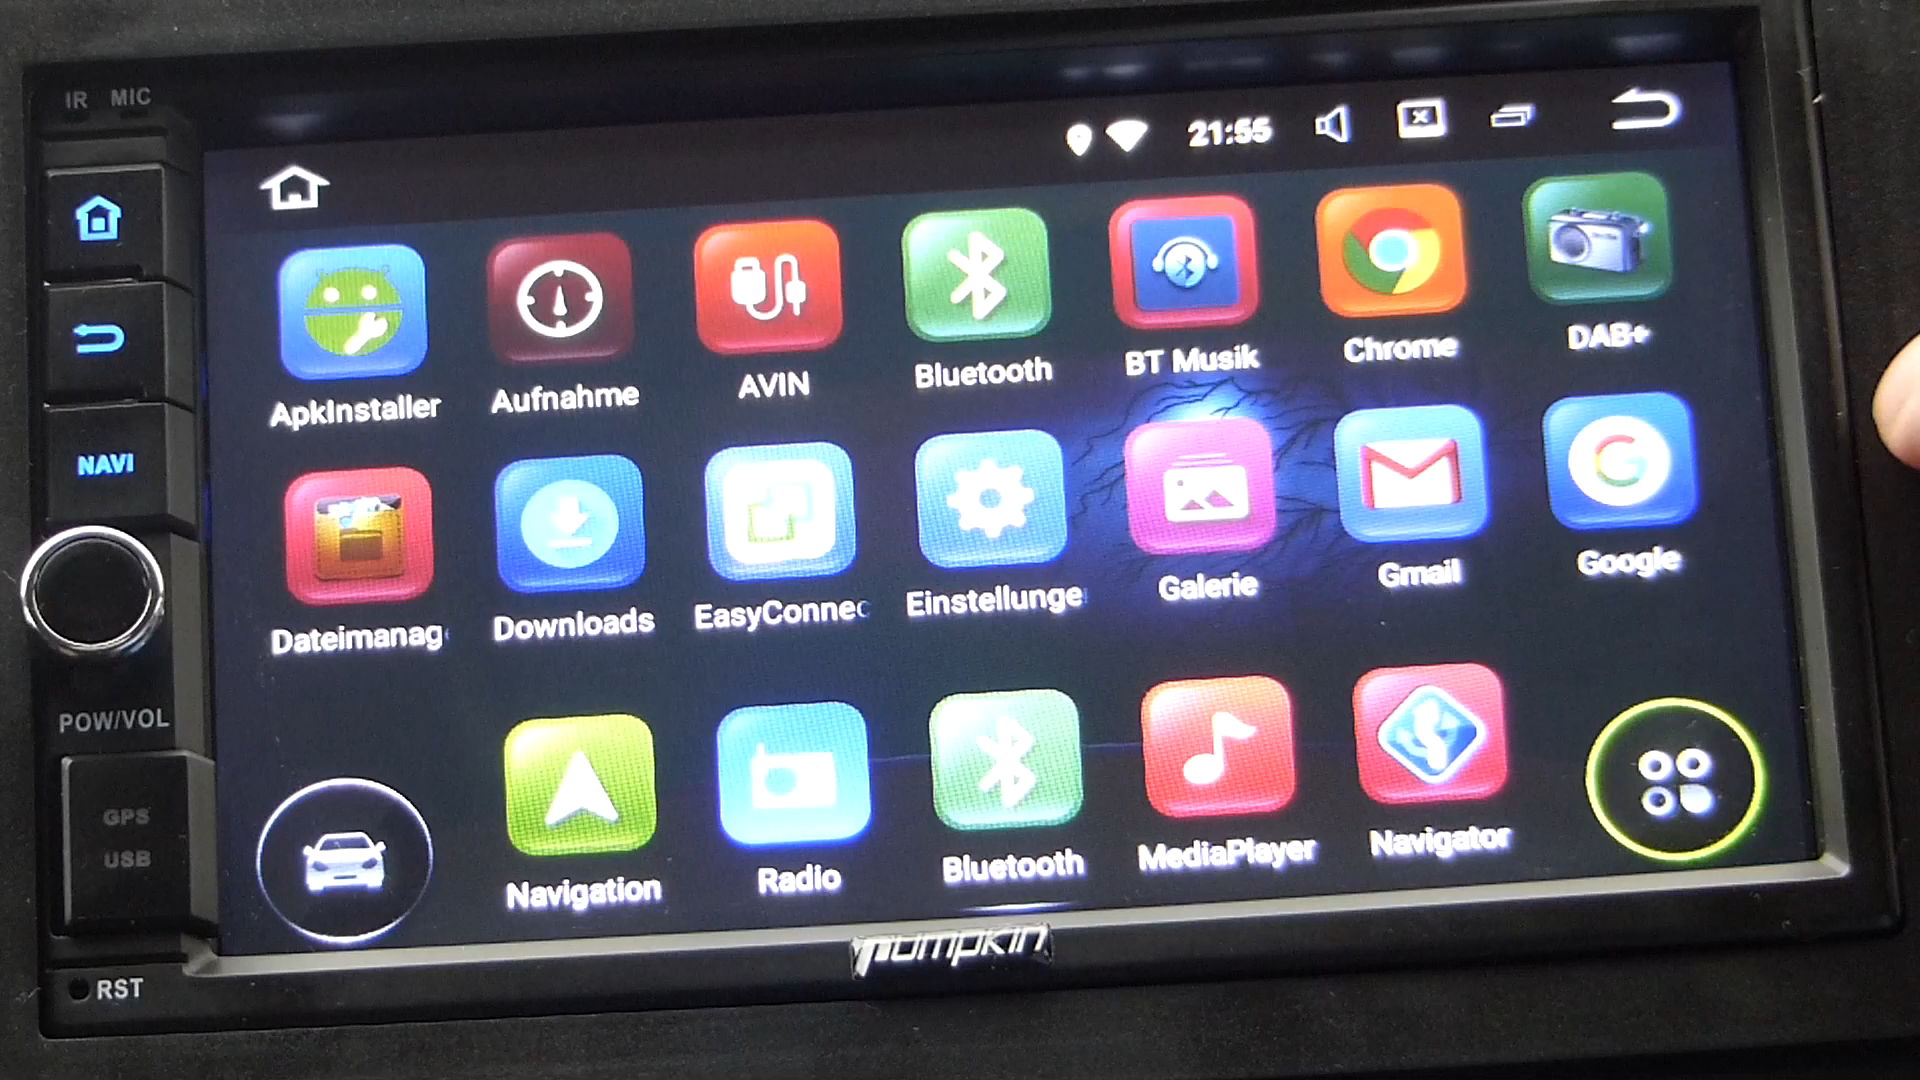 IR MIC
21:55
ApkInstaller Aufnahme AVIN Bluetooth BT Musik Chrome DAB+
NAVI
Dateimanag Downloads EasyConnec Einstellunge Galerie Gmail Google
POW/VOL
GPS
USB
Navigation Radio Bluetooth MediaPlayer Navigator
PUMPKIN
RST